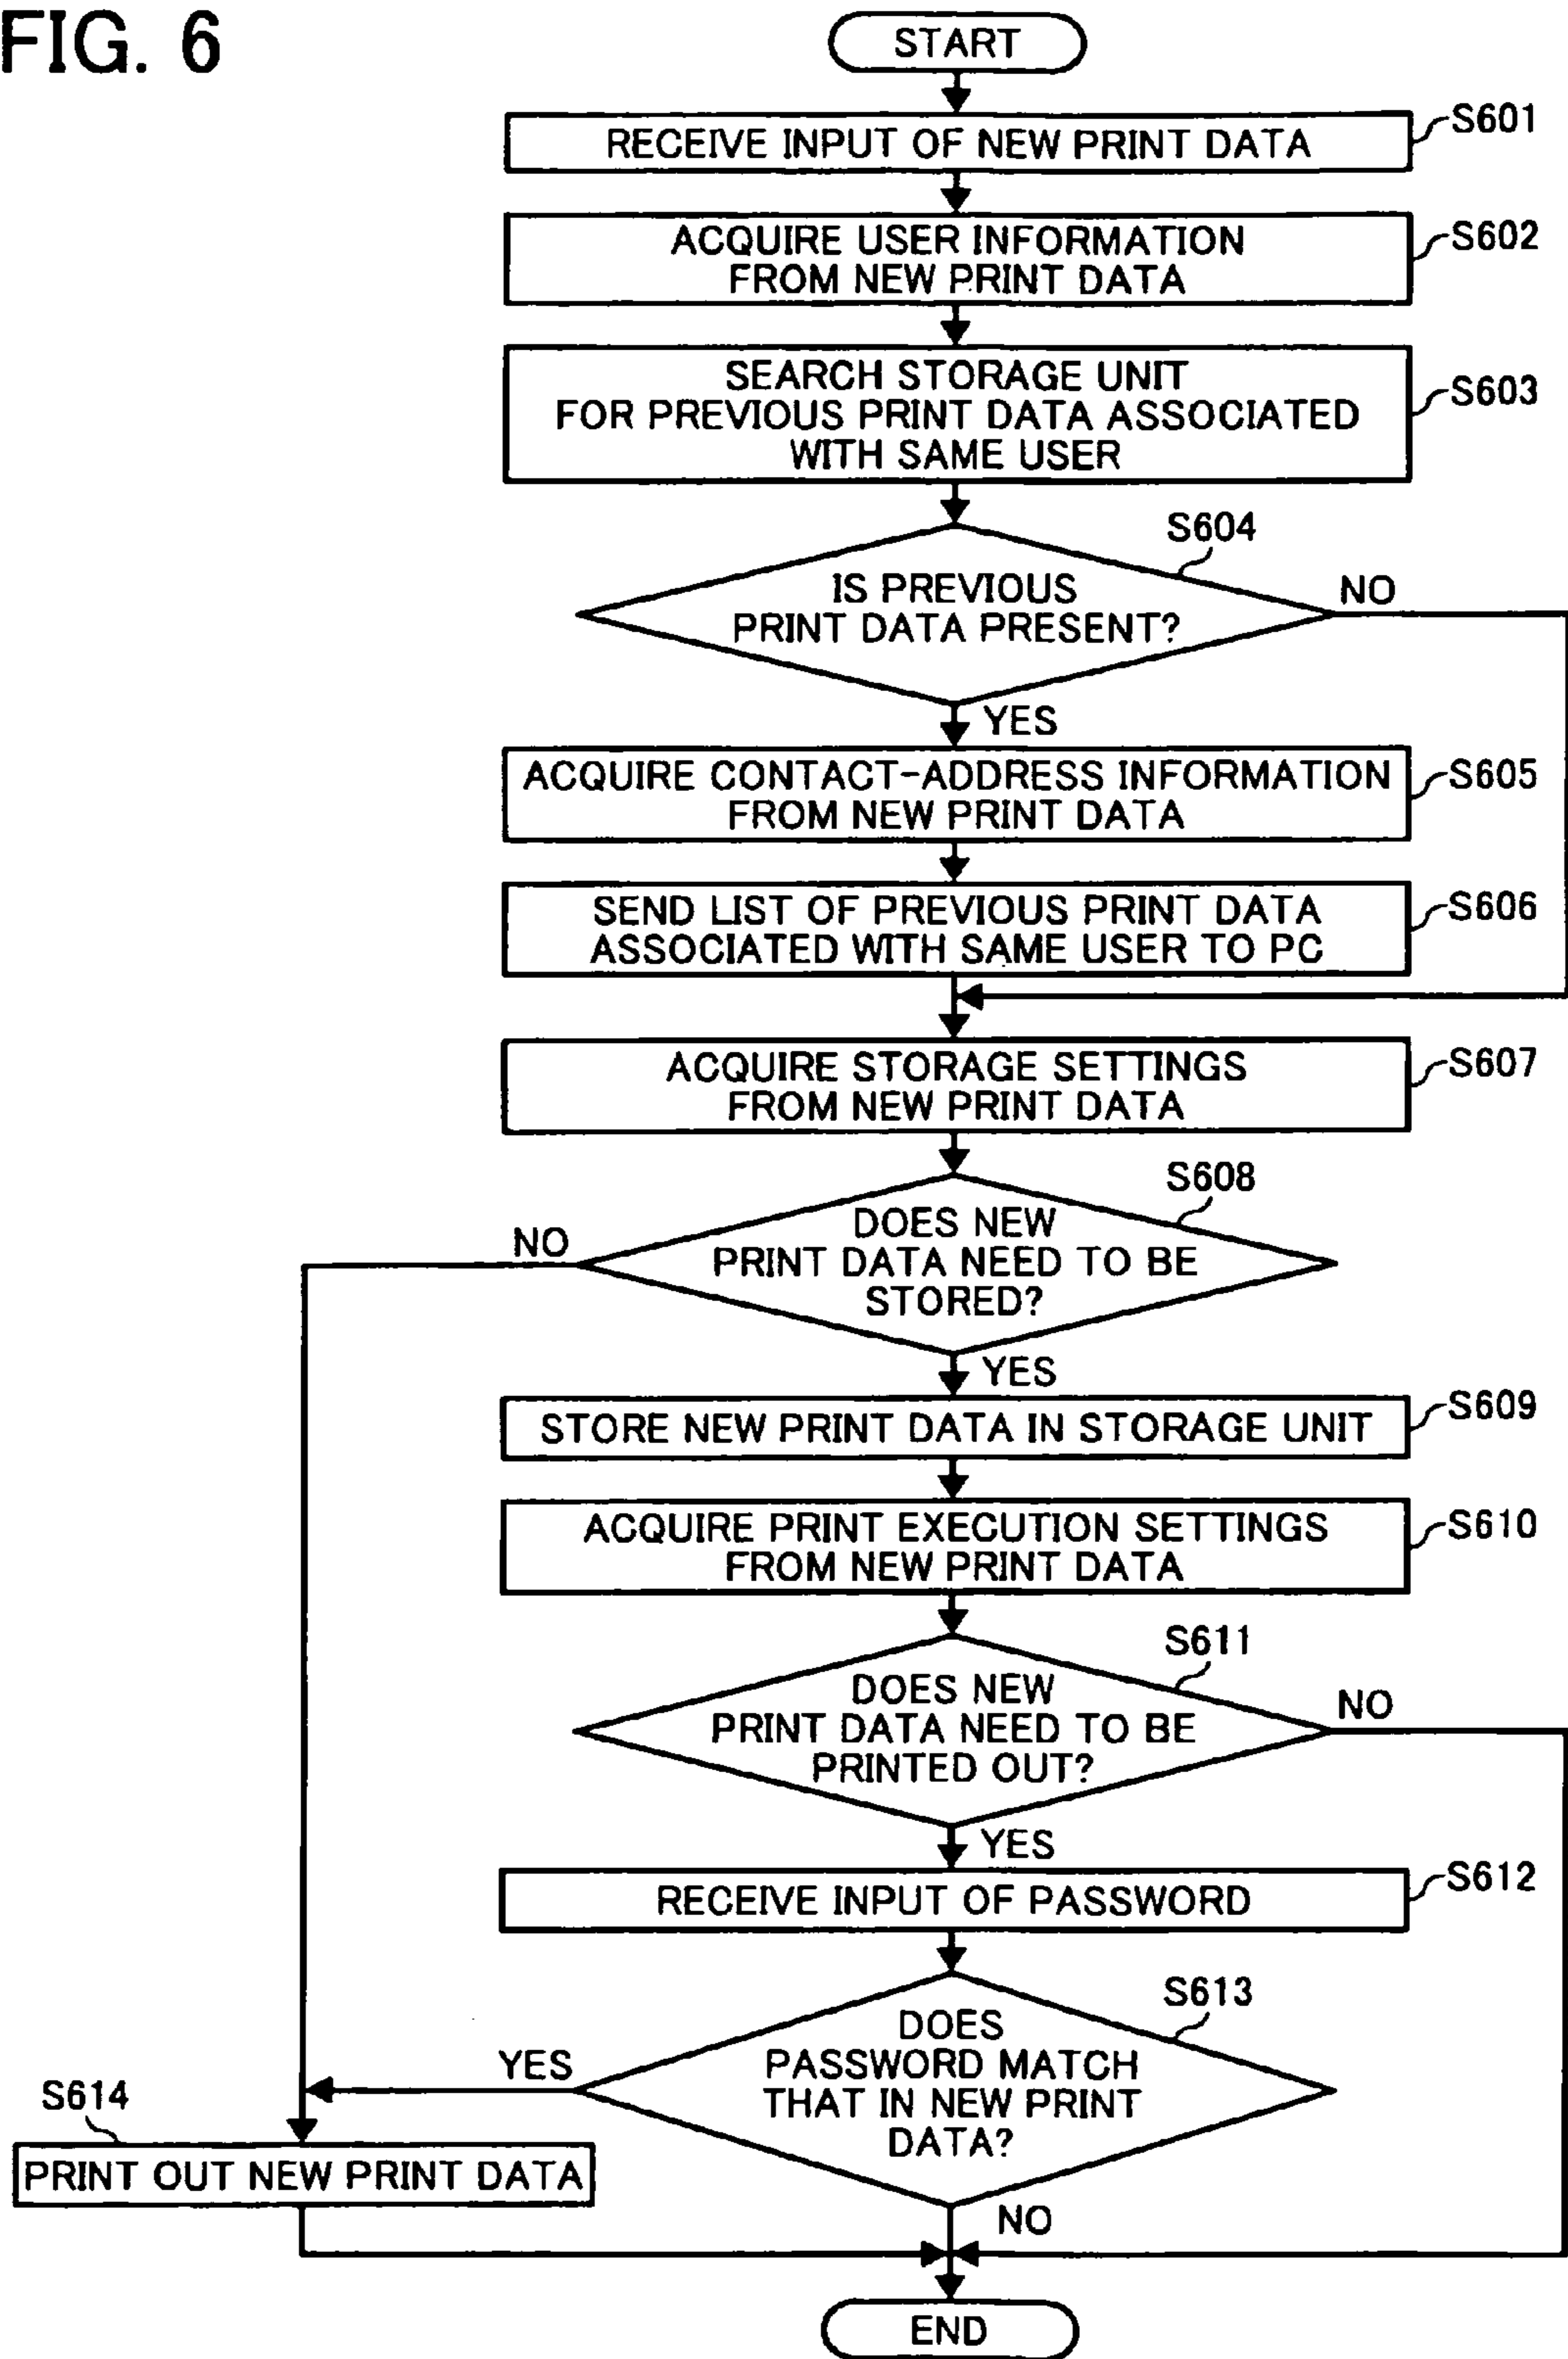 FIG. 6
START
RECEIVE INPUT OF NEW PRINT DATA
S601
ACQUIRE USER INFORMATION
FROM NEW PRINT DATA
S602
SEARCH STORAGE UNIT
FOR PREVIOUS PRINT DATA ASSOCIATED
WITH SAME USER
S603
S604
IS PREVIOUS
PRINT DATA PRESENT?
NO
YES
ACQUIRE CONTACT-ADDRESS INFORMATION
FROM NEW PRINT DATA
S605
SEND LIST OF PREVIOUS PRINT DATA
ASSOCIATED WITH SAME USER TO PC
S606
ACQUIRE STORAGE SETTINGS
FROM NEW PRINT DATA
S607
S608
DOES NEW
PRINT DATA NEED TO BE
STORED?
NO
YES
STORE NEW PRINT DATA IN STORAGE UNIT
S609
ACQUIRE PRINT EXECUTION SETTINGS
FROM NEW PRINT DATA
S610
S611
DOES NEW
PRINT DATA NEED TO BE
PRINTED OUT?
NO
YES
RECEIVE INPUT OF PASSWORD
S612
S613
DOES
PASSWORD MATCH
THAT IN NEW PRINT
DATA?
YES
S614
PRINT OUT NEW PRINT DATA
NO
END